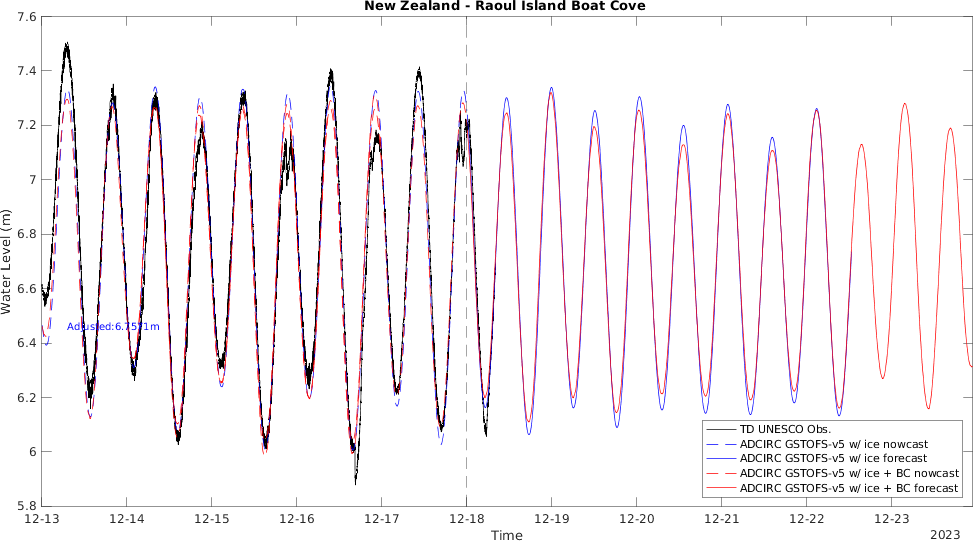 New Zealand - Raoul Island Boat Cove
7.6
7.4
7.2
7
6.8
6.6
6.4
6.2
6
5.8
Water Level (m)
Adjusted:6.7571m
TD UNESCO Obs.
ADCIRC GSTOFS-v5 w/ ice nowcast
ADCIRC GSTOFS-v5 w/ ice forecast
ADCIRC GSTOFS-v5 w/ ice + BC nowcast
ADCIRC GSTOFS-v5 w/ ice + BC forecast
12-13 12-14 12-15 12-16 12-17 12-18 12-19 12-20 12-21 12-22 12-23
Time
2023